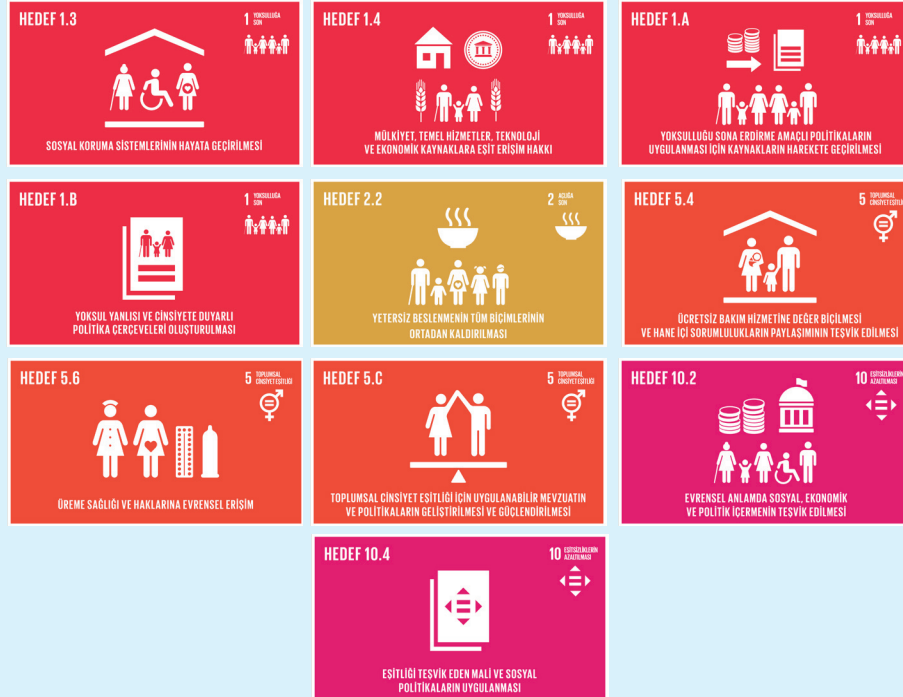 HEDEF 1.3
1 YOKSULLUĞA
SON
SOSYAL KORUMA SİSTEMLERİNİN HAYATA GEÇİRİLMESİ
HEDEF 1.4
1 YOKSULLUĞA
SON
MÜLKİYET, TEMEL HİZMETLER, TEKNOLOJİ
VE EKONOMİK KAYNAKLARA EŞİT ERİŞİM HAKKI
HEDEF 1.A
1 YOKSULLUĞA
SON
YOKSULLUĞU SONA ERDİRME AMAÇLI POLİTİKALARIN
UYGULANMASI İÇİN KAYNAKLARIN HAREKETE GEÇİRİLMESİ
HEDEF 1.B
1 YOKSULLUĞA
SON
YOKSUL YANLISI VE CİNSİYETE DUYARLI
POLİTİKA ÇERÇEVELERİ OLUŞTURULMASI
HEDEF 2.2
2 AÇLIĞA
SON
YETERSİZ BESLENMENİN TÜM BİÇİMLERİNİN
ORTADAN KALDIRILMASI
HEDEF 5.4
5 TOPLUMSAL
CİNSİYET EŞİTLİĞİ
ÜCRETSİZ BAKIM HİZMETİNE DEĞER BİÇİLMESİ
VE HANE İÇİ SORUMLULUKLARIN PAYLAŞIMININ TEŞVİK EDİLMESİ
HEDEF 5.6
5 TOPLUMSAL
CİNSİYET EŞİTLİĞİ
ÜREME SAĞLIĞI VE HAKLARINA EVRENSEL ERİŞİM
HEDEF 5.C
5 TOPLUMSAL
CİNSİYET EŞİTLİĞİ
TOPLUMSAL CİNSİYET EŞİTLİĞİ İÇİN UYGULANABİLİR MEVZUATIN
VE POLİTİKALARIN GELİŞTİRİLMESİ VE GÜÇLENDİRİLMESİ
HEDEF 10.2
10 EŞİTSİZLİKLERİN
AZALTILMASI
EVRENSEL ANLAMDA SOSYAL, EKONOMİK
VE POLİTİK İÇERMENİN TEŞVİK EDİLMESİ
HEDEF 10.4
10 EŞİTSİZLİKLERİN
AZALTILMASI
EŞİTLİĞİ TEŞVİK EDEN MALİ VE SOSYAL
POLİTİKALARIN UYGULANMASI